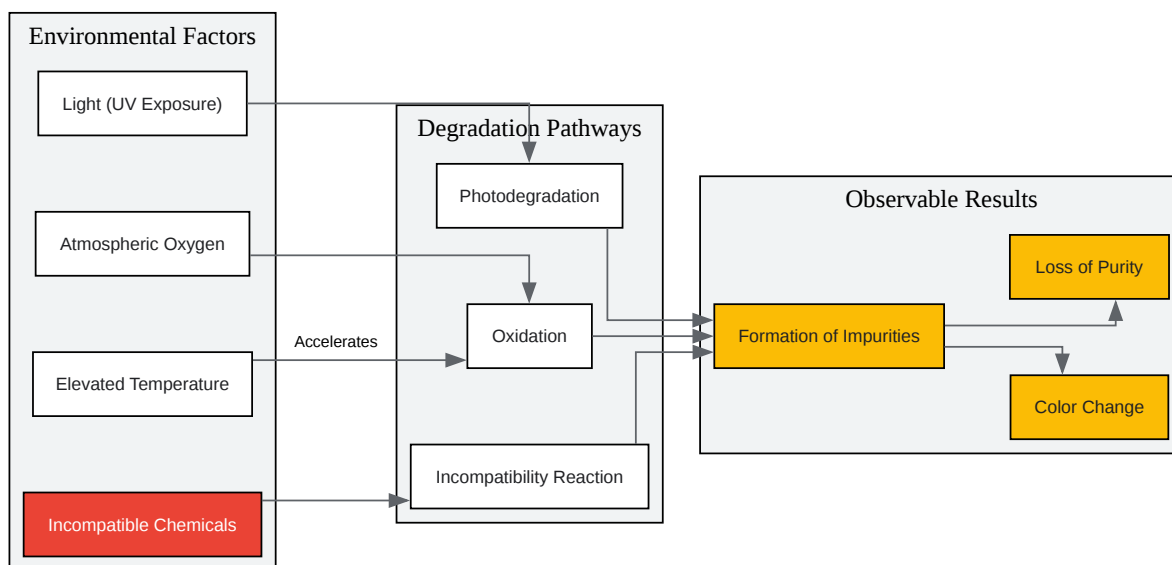 Environmental Factors
Light (UV Exposure)
Atmospheric Oxygen
Elevated Temperature
Incompatible Chemicals
Accelerates
Degradation Pathways
Photodegradation
Oxidation
Incompatibility Reaction
Observable Results
Formation of Impurities
Loss of Purity
Color Change